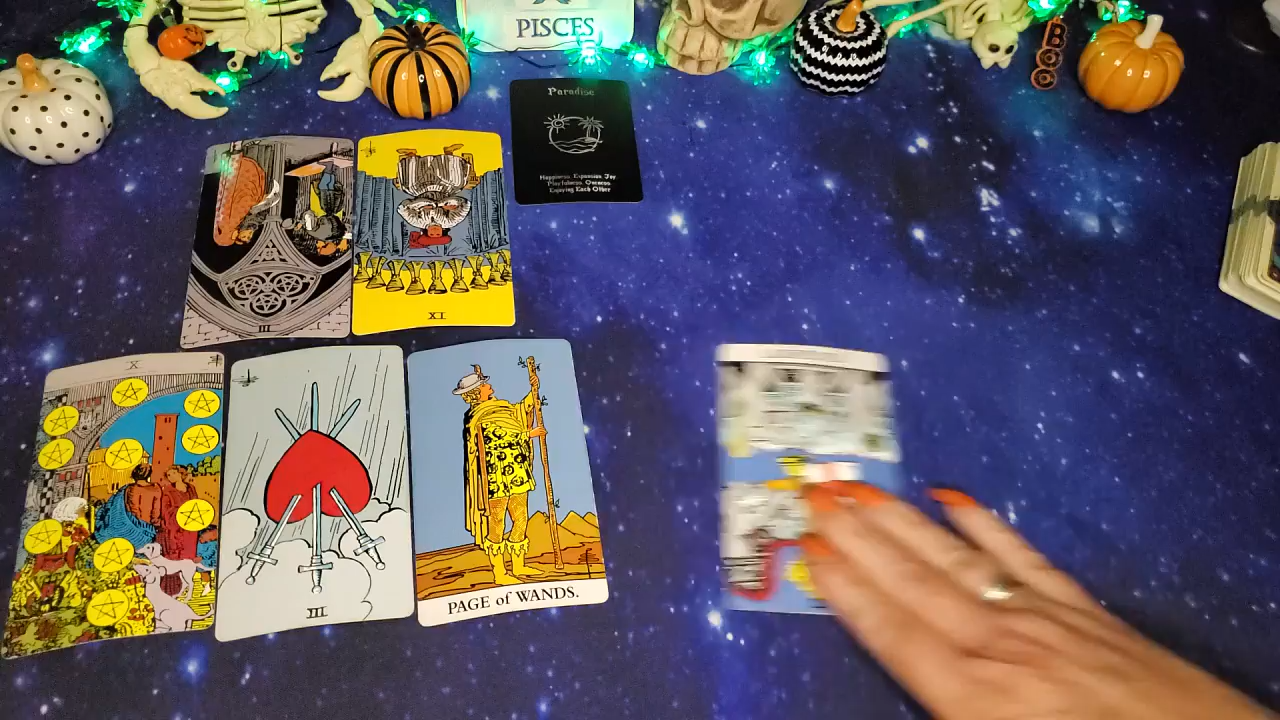 PISCES
Boo
Paradise
Happiness, Expansion, Joy
Playfulness, Oneness
Enjoying Each Other
III
XI
X
III
PAGE of WANDS.